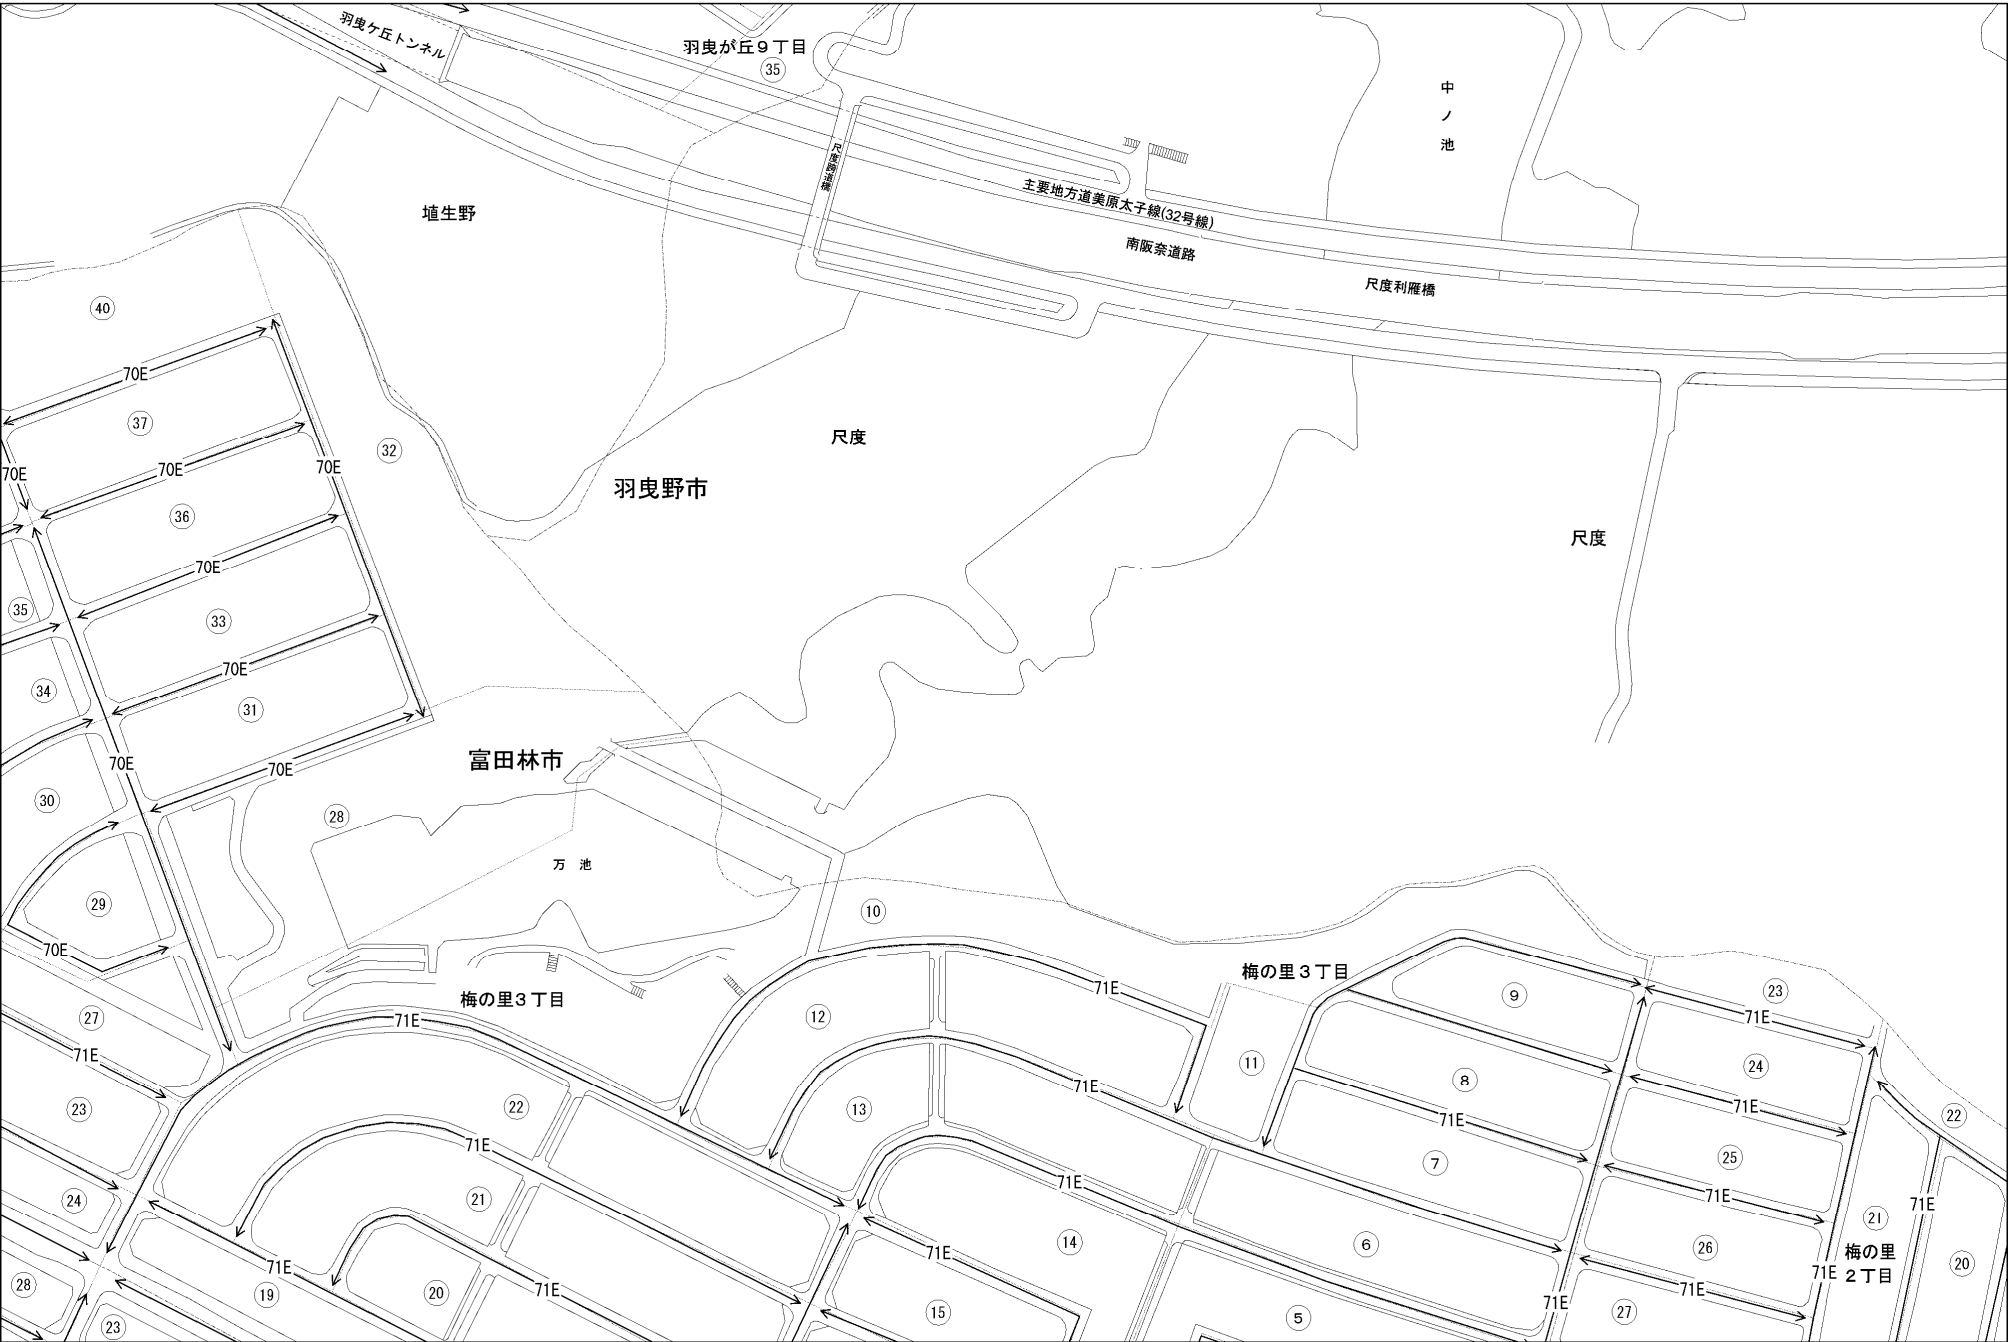 羽曳ケ丘トンネル
羽曳が丘９丁目
35
中ノ池
尺度跨道橋
主要地方道美原太子線(32号線)
南阪奈道路
尺度利雁橋
埴生野
40
70E
37
70E
70E
70E
32
尺度
羽曳野市
36
尺度
70E
35
33
70E
34
31
富田林市
70E
70E
30
28
万　池
29
10
70E
梅の里３丁目
梅の里３丁目
71E
9
23
27
71E
12
71E
71E
11
24
8
71E
23
22
13
71E
71E
71E
22
71E
7
25
24
21
71E
71E
71E
21
14
71E
6
26
梅の里
２丁目
28
71E
19
20
71E
15
5
71E
27
71E
71E
20
23